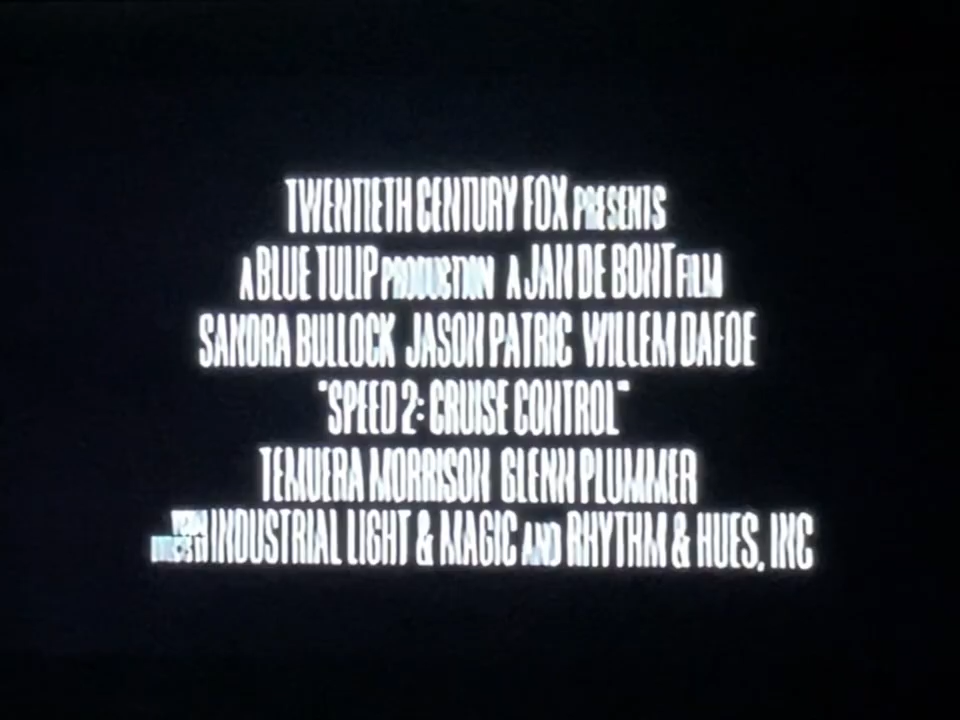 TWENTIETH CENTURY FOX PRESENTS
A BLUE TULIP PRODUCTION A JAN DE BONT FILM
SANDRA BULLOCK JASON PATRIC WILLEM DAFOE
"SPEED 2: CRUISE CONTROL"
TEMUERA MORRISON GLENN PLUMMER
INDUSTRIAL LIGHT & MAGIC AND RHYTHM & HUES, INC